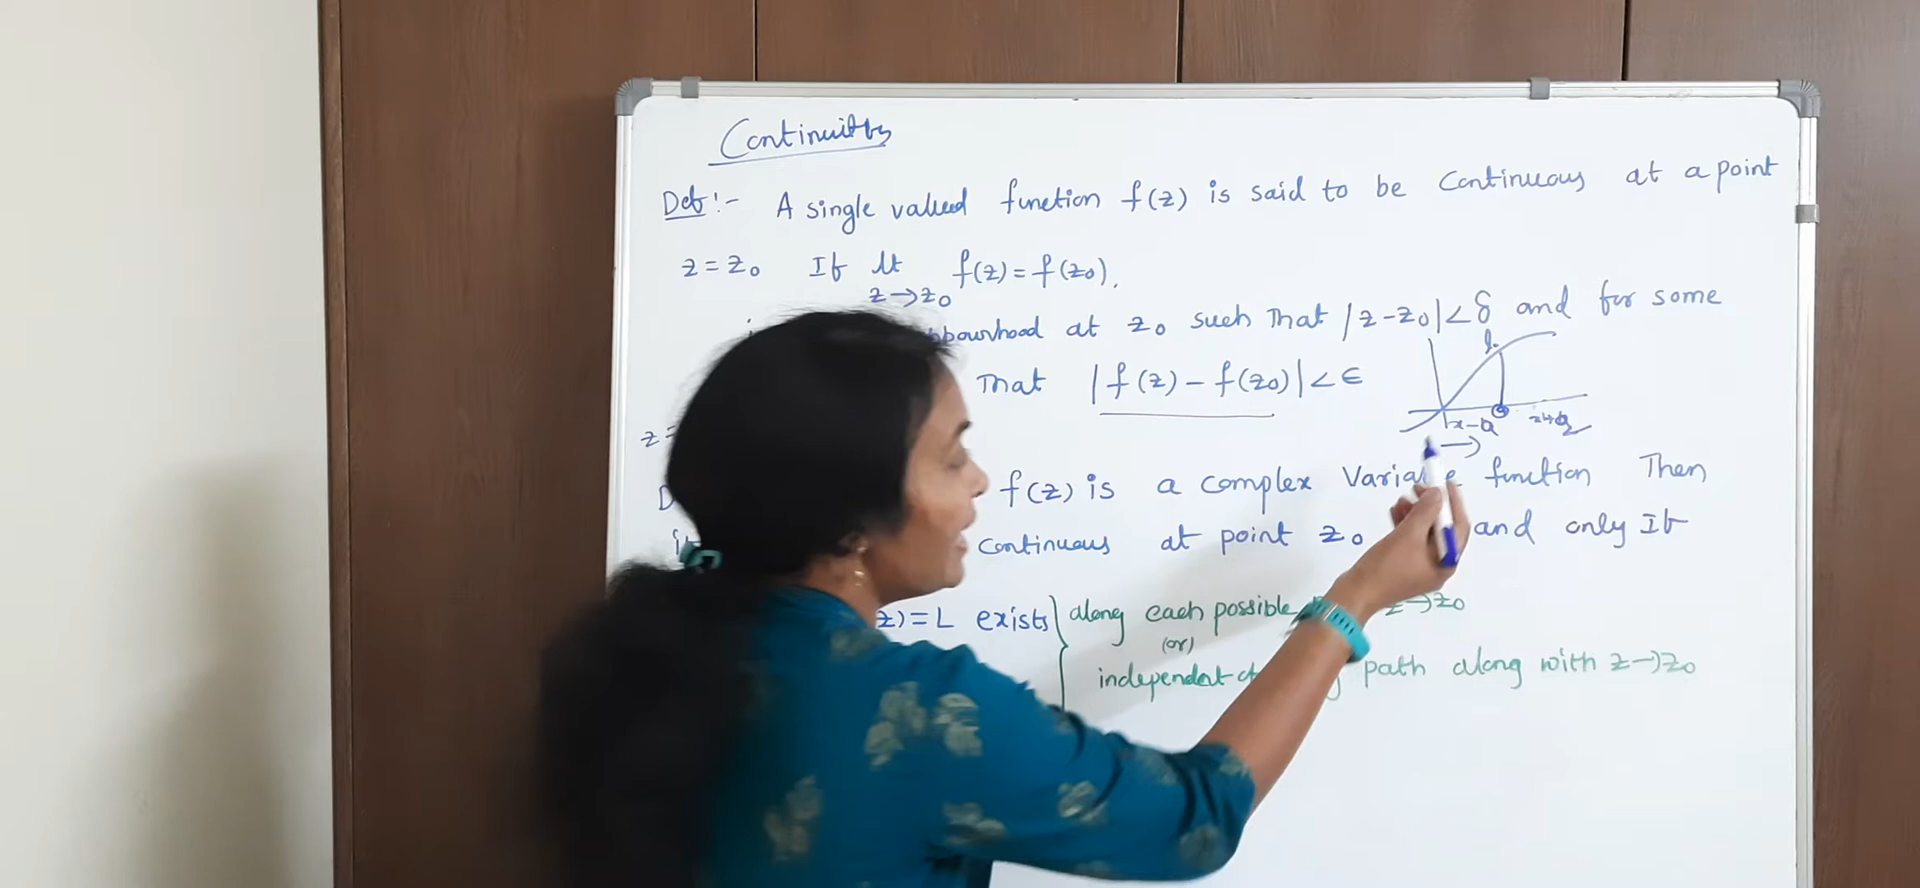 Continuity
Def:- A single valued function f(z) is said to be continuous at a point
z = z₀ If lt f(z) = f(z₀).
z→z₀
at z₀ such that |z-z₀|<δ and for some
that |f(z) - f(z₀)|<ϵ
l
x-a
z=
f(z) is a complex Variable function Then
continuous at point z₀ and only If
z)=L exists } along each possible z→z₀
(or)
independent path along with z→z₀